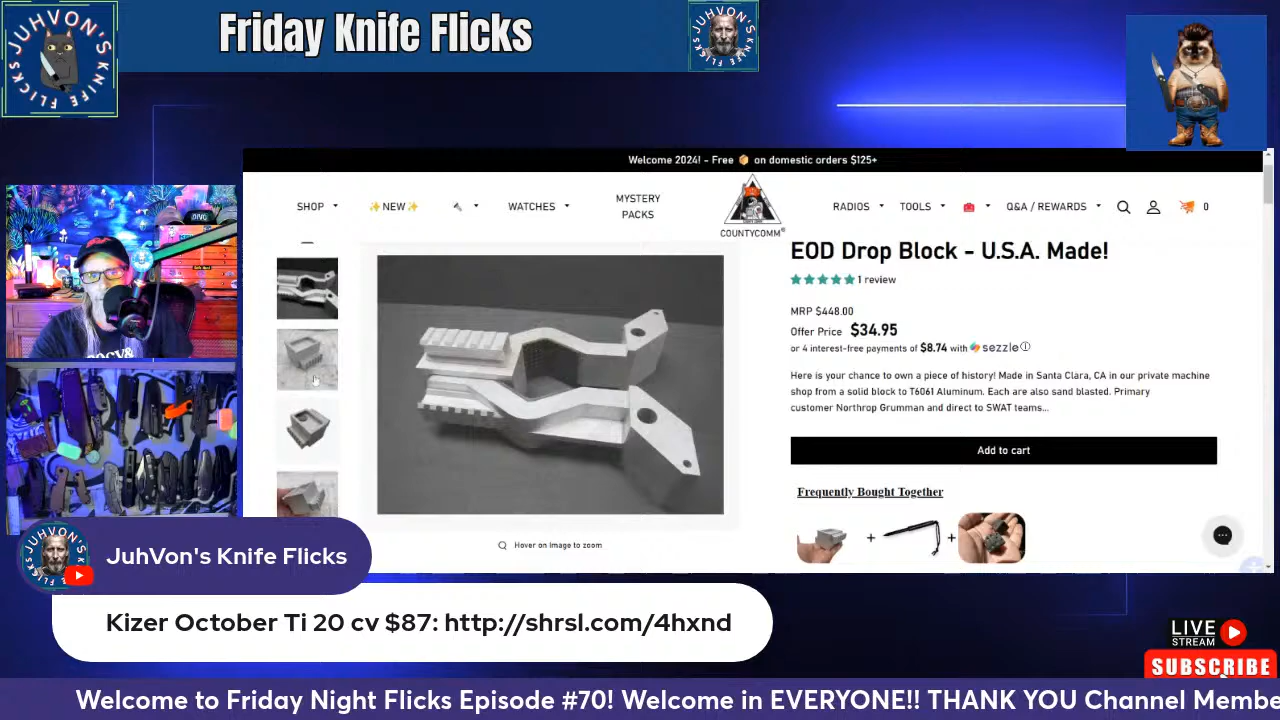 JUHVON'S KNIFE FLICKS
Friday Knife Flicks
Welcome 2024! - Free 📦 on domestic orders $125+
SHOP
✨NEW✨
WATCHES
MYSTERY
PACKS
COUNTYCOMM®
RADIOS
TOOLS
Q&A / REWARDS
0
EOD Drop Block - U.S.A. Made!
1 review
MRP $448.00
Offer Price $34.95
or 4 interest-free payments of $8.74 with sezzle
Here is your chance to own a piece of history! Made in Santa Clara, CA in our private machine
shop from a solid block to T6061 Aluminum. Each are also sand blasted. Primary
customer Northrop Grumman and direct to SWAT teams...
Add to cart
Frequently Bought Together
+ +
Hover on image to zoom
JuhVon's Knife Flicks
Kizer October Ti 20 cv $87: http://shrsl.com/4hxnd
LIVE
STREAM
SUBSCRIBE
Welcome to Friday Night Flicks Episode #70! Welcome in EVERYONE!! THANK YOU Channel Membe